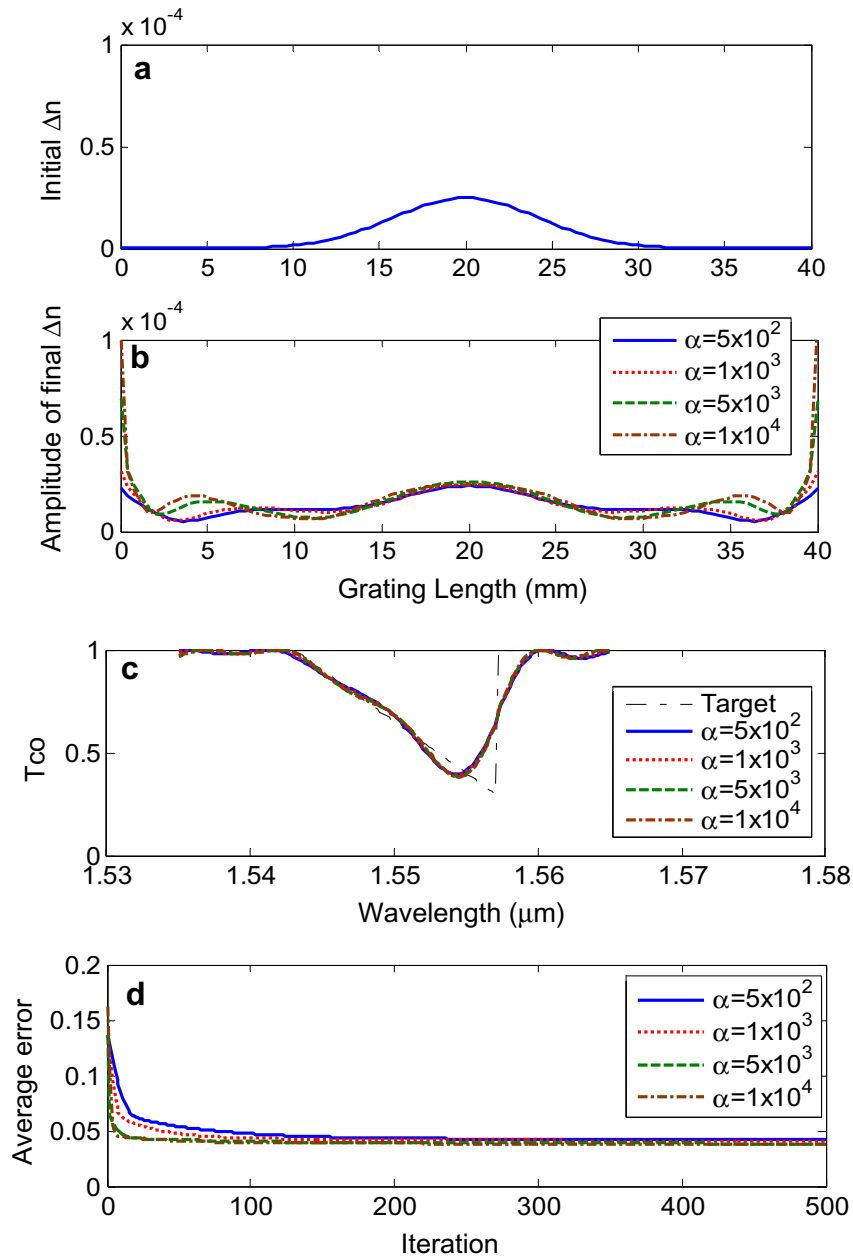 x 10^-4
a
1
0.5
0
Initial Δn
0 5 10 15 20 25 30 35 40
x 10^-4
b
1
0.5
0
Amplitude of final Δn
α=5x10^2
α=1x10^3
α=5x10^3
α=1x10^4
0 5 10 15 20 25 30 35 40
Grating Length (mm)
c
1
0.5
0
Tco
Target
α=5x10^2
α=1x10^3
α=5x10^3
α=1x10^4
1.53 1.54 1.55 1.56 1.57 1.58
Wavelength (μm)
d
0.2
0.15
0.1
0.05
0
Average error
α=5x10^2
α=1x10^3
α=5x10^3
α=1x10^4
0 100 200 300 400 500
Iteration